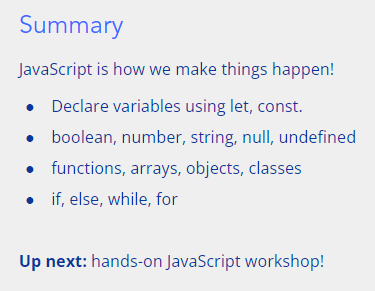 Summary
JavaScript is how we make things happen!
● Declare variables using let, const.
● boolean, number, string, null, undefined
● functions, arrays, objects, classes
● if, else, while, for
Up next: hands-on JavaScript workshop!